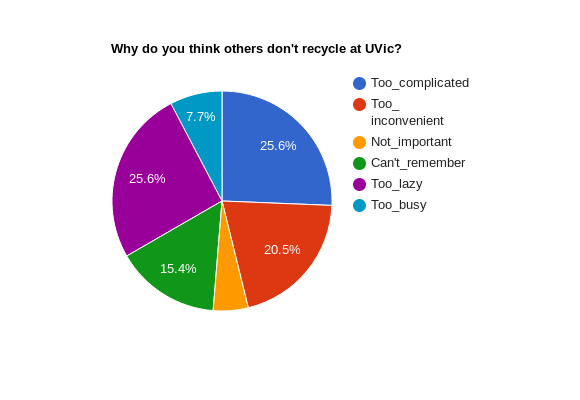 Why do you think others don't recycle at UVic?
Too_complicated
Too_
inconvenient
Not_important
Can't_remember
Too_lazy
Too_busy
7.7%
25.6%
25.6%
20.5%
15.4%